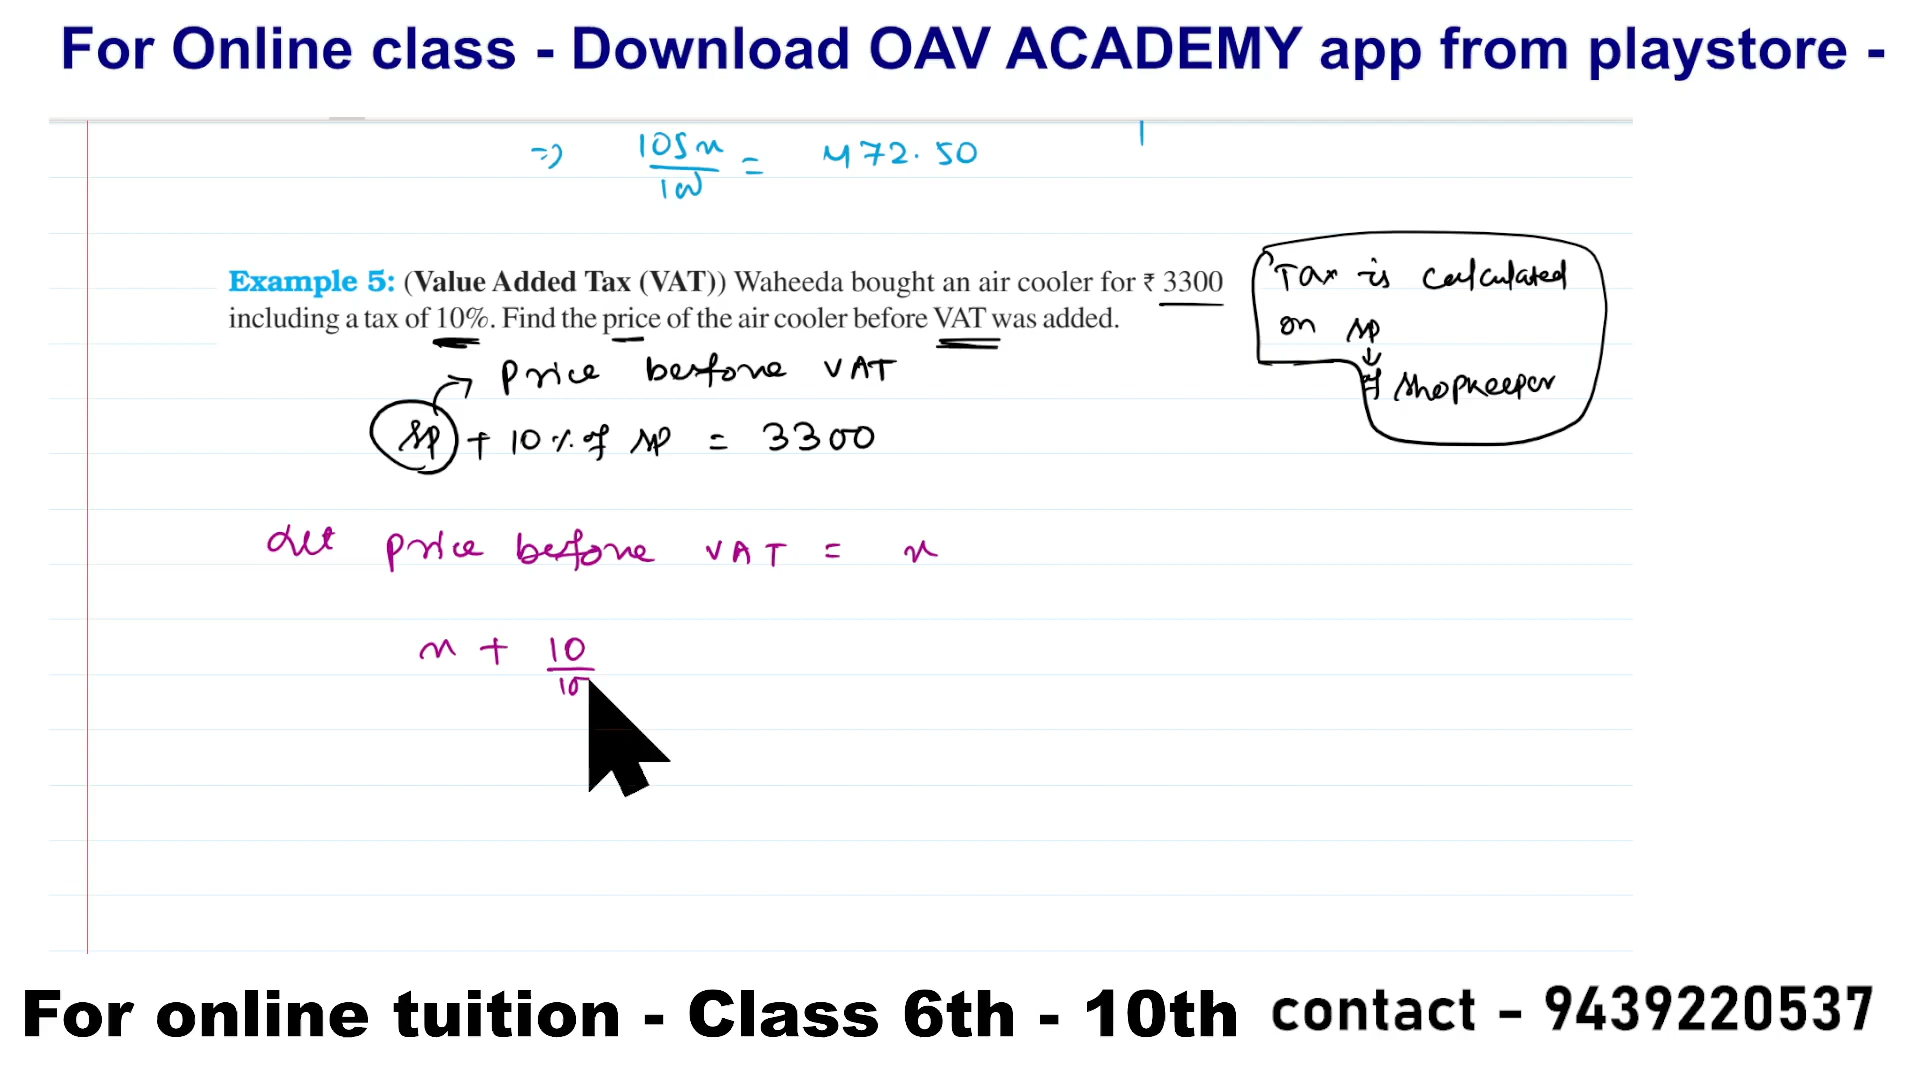 For Online class - Download OAV ACADEMY app from playstore -
=> 105x/100 = 472.50
Example 5: (Value Added Tax (VAT)) Waheeda bought an air cooler for ₹ 3300
including a tax of 10%. Find the price of the air cooler before VAT was added.
Tax is calculated
on SP
↓
of shopkeeper
→ Price before VAT
SP + 10% of SP = 3300
Let price before VAT = x
x + 10/10
For online tuition - Class 6th - 10th contact - 9439220537